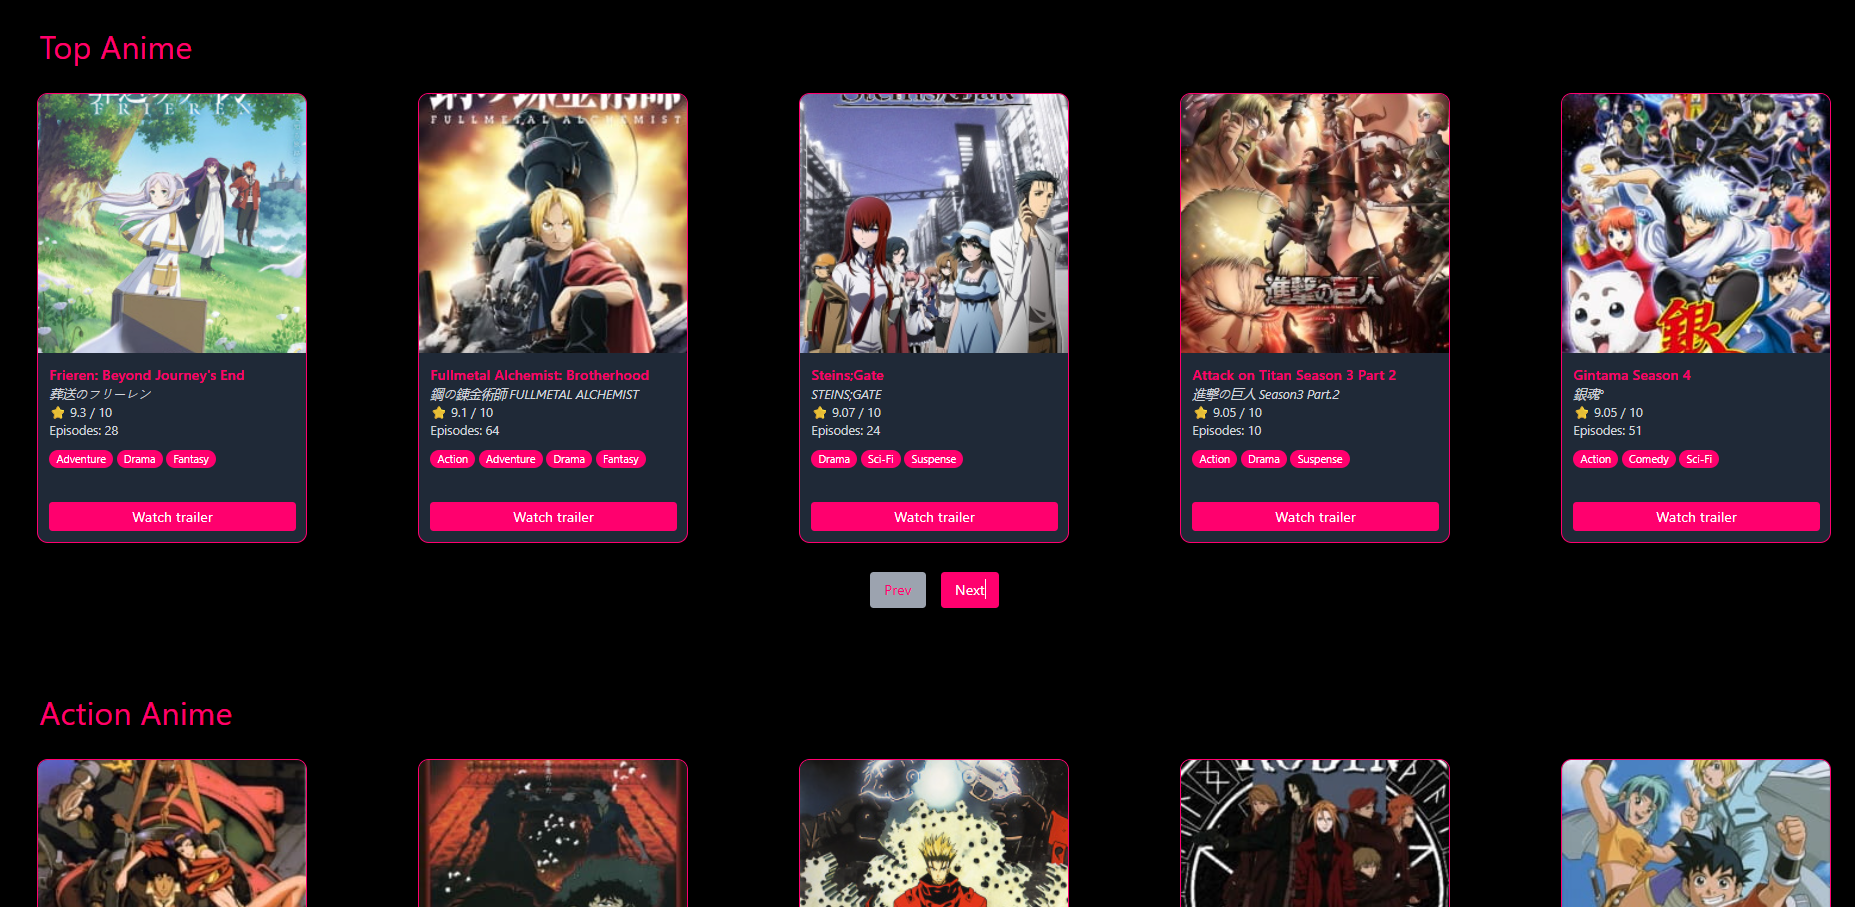 Top Anime
FRIEREN
FULLMETAL ALCHEMIST
Steins;Gate
進撃の巨人
3
銀
Frieren: Beyond Journey's End
葬送のフリーレン
9.3 / 10
Episodes: 28
Adventure Drama Fantasy
Watch trailer
Fullmetal Alchemist: Brotherhood
鋼の錬金術師 FULLMETAL ALCHEMIST
9.1 / 10
Episodes: 64
Action Adventure Drama Fantasy
Watch trailer
Steins;Gate
STEINS;GATE
9.07 / 10
Episodes: 24
Drama Sci-Fi Suspense
Watch trailer
Attack on Titan Season 3 Part 2
進撃の巨人 Season3 Part.2
9.05 / 10
Episodes: 10
Action Drama Suspense
Watch trailer
Gintama Season 4
銀魂°
9.05 / 10
Episodes: 51
Action Comedy Sci-Fi
Watch trailer
Prev Next
Action Anime
ROBIN